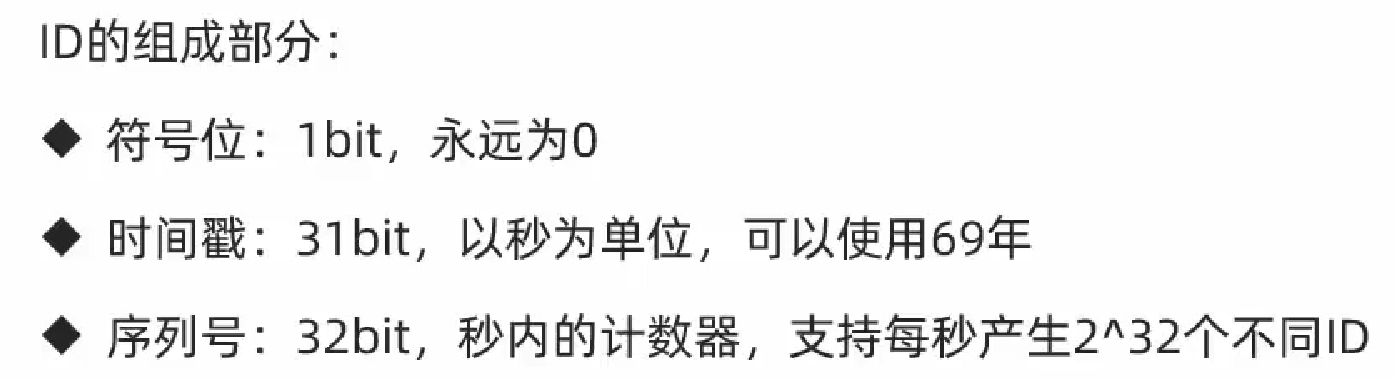 ID的组成部分：
◆ 符号位：1bit，永远为0
◆ 时间戳：31bit，以秒为单位，可以使用69年
◆ 序列号：32bit，秒内的计数器，支持每秒产生2^32个不同ID